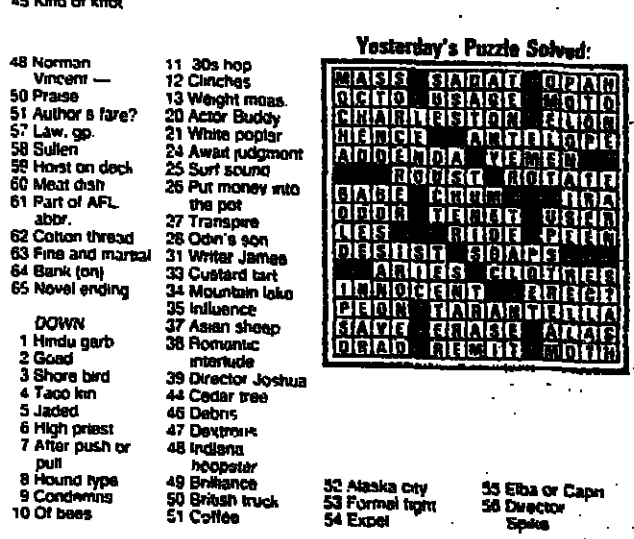 45 Kind of knot
48 Norman
Vincent —
50 Praise
51 Author's fare?
57 Law. gp.
58 Sullen
59 Hoist on deck
60 Meat dish
61 Part of AFL
abbr.
62 Cotton thread
63 Fine and martial
64 Bank (on)
65 Novel ending
DOWN
1 Hindu garb
2 Goad
3 Shore bird
4 Taco kin
5 Jaded
6 High priest
7 After push or
pull
8 Hound type
9 Condemns
10 Of bees
11 30s hop
12 Clinches
13 Weight meas.
20 Actor Buddy
21 White poplar
24 Await judgment
25 Surf sound
26 Put money into
the pot
27 Transpire
28 Odin's son
31 Writer James
33 Custard tart
34 Mountain lake
35 Influence
37 Asian sheep
38 Romantic
interlude
39 Director Joshua
44 Cedar tree
46 Debris
47 Dextrous
48 Indiana
hoopster
49 Brilliance
50 British truck
51 Coffee
52 Alaska city
53 Formal fight
54 Expel
55 Elba or Capri
56 Director
Spike
Yesterday's Puzzle Solved:
MASS SADAT OPAH
OCTO USAGE MOTO
CHARLESTON ELON
HENCE ANTELOPE
ADDENDA YEMEN
ROUST ROTATE
CHUM IRA
ODOR TENET USER
LES RIDE PEEN
DESIST SOAPS
ARIES CLOTHES
INNOCENT ERECT
PEON TARANTELLA
SAVE ERASE ALAS
GRAD REMIT MOTH